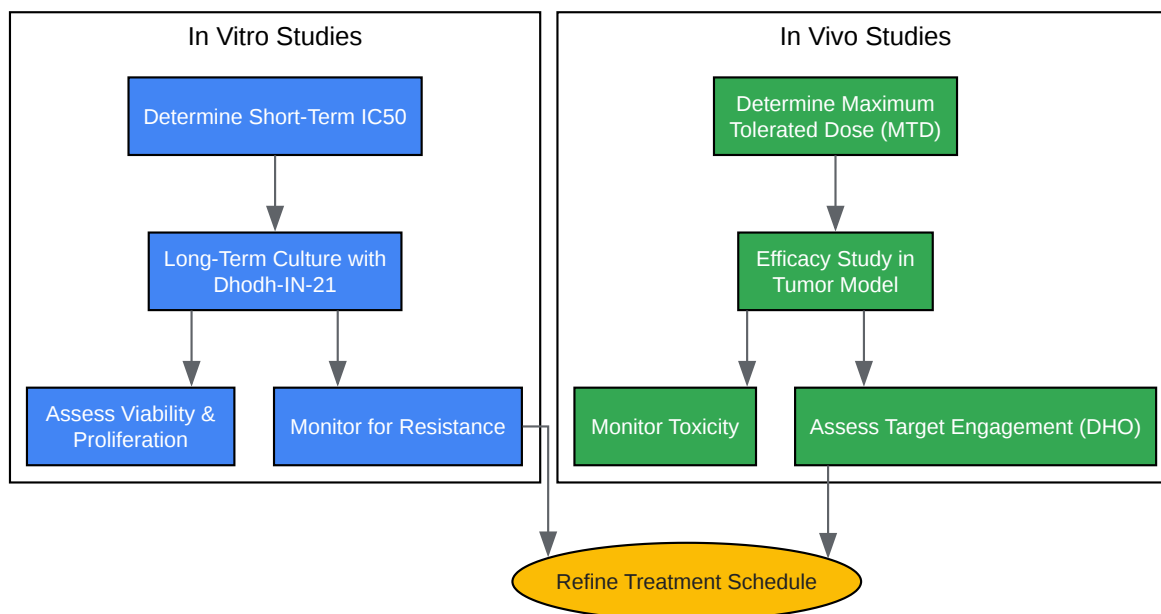 In Vitro Studies
Determine Short-Term IC50
Long-Term Culture with
Dhodh-IN-21
Assess Viability &
Proliferation
Monitor for Resistance
In Vivo Studies
Determine Maximum
Tolerated Dose (MTD)
Efficacy Study in
Tumor Model
Monitor Toxicity
Assess Target Engagement (DHO)
Refine Treatment Schedule